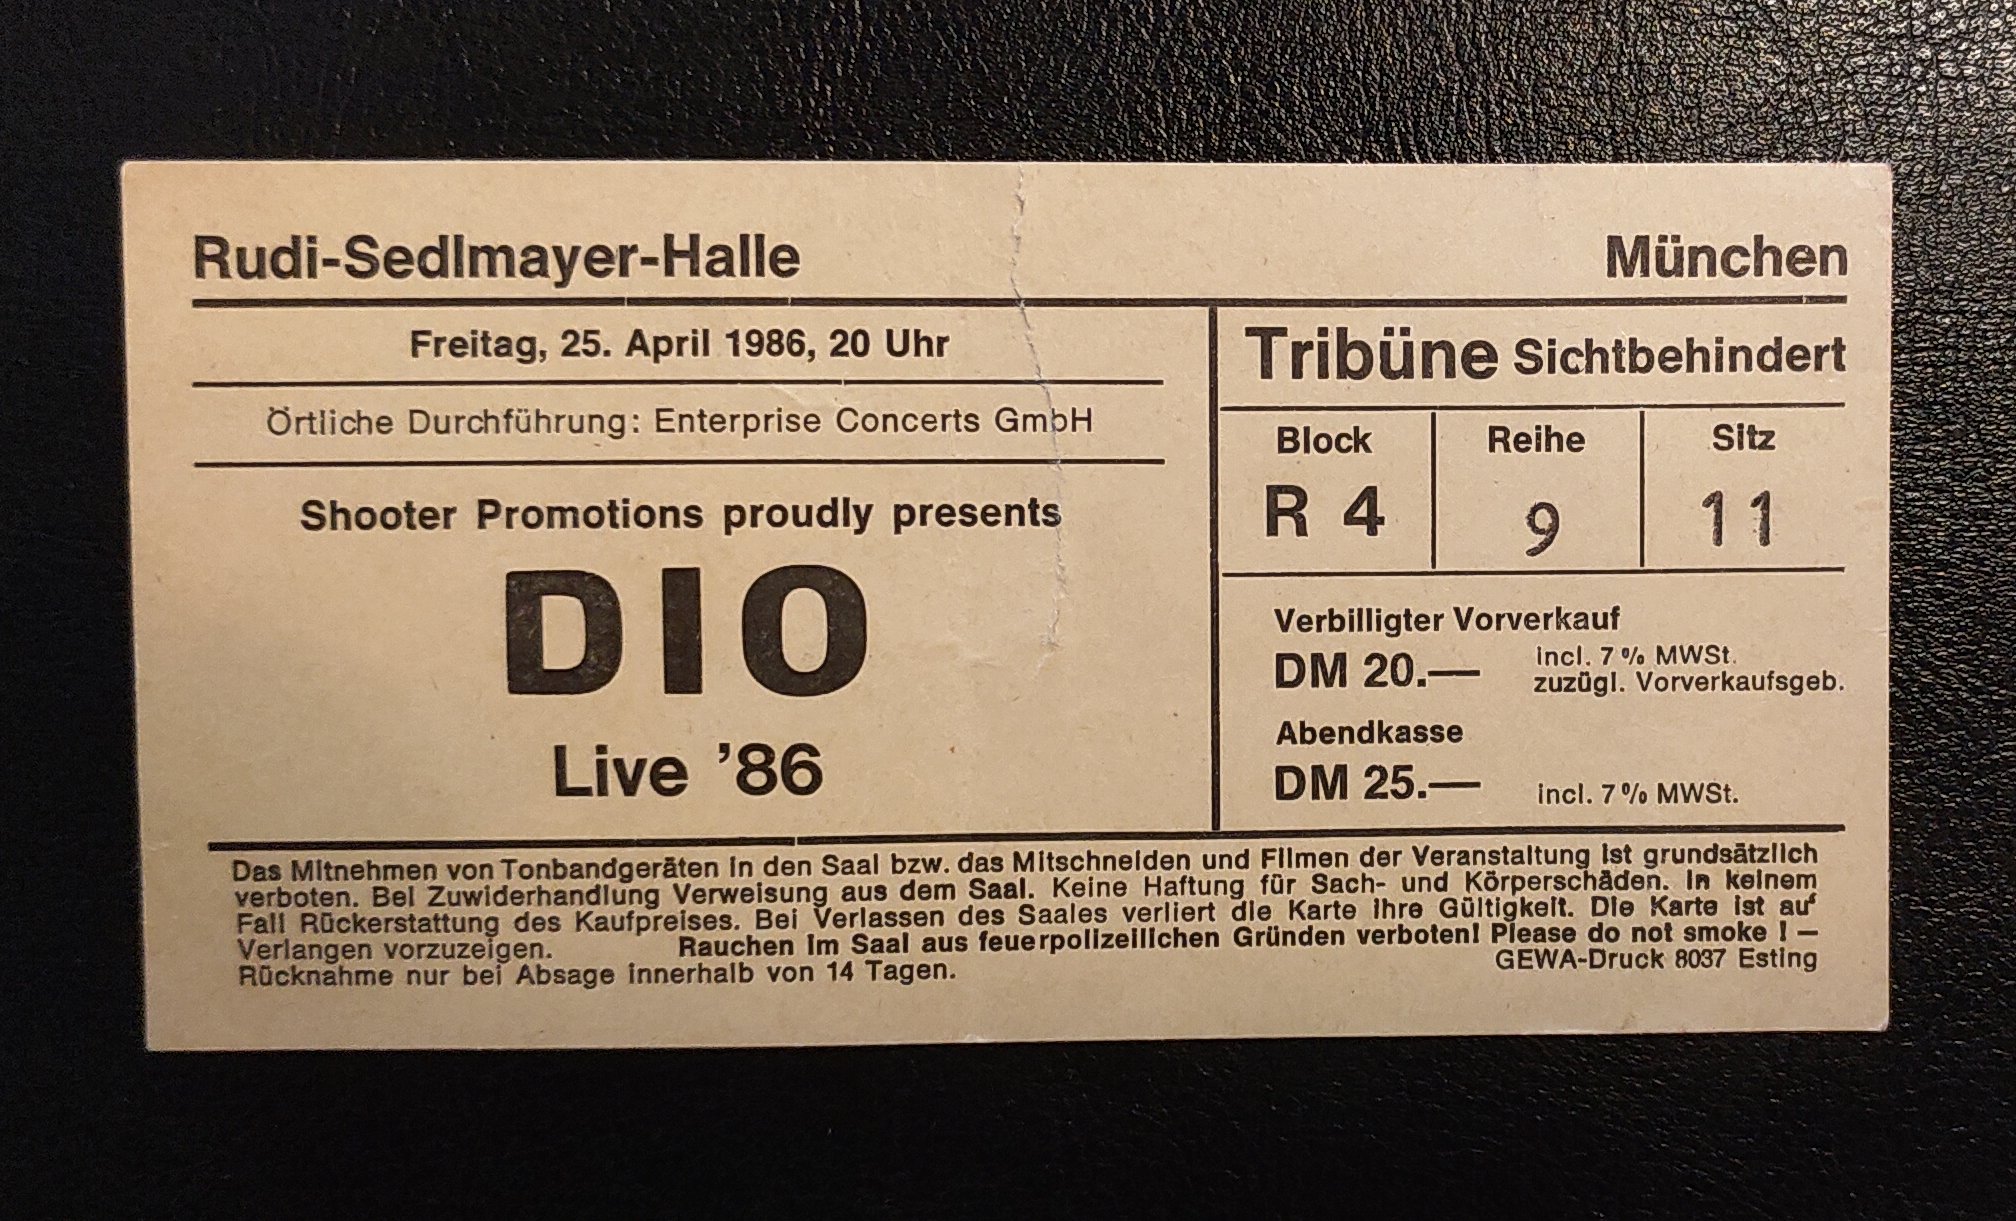 Rudi-Sedlmayer-Halle
München
Freitag, 25. April 1986, 20 Uhr
Örtliche Durchführung: Enterprise Concerts GmbH
Shooter Promotions proudly presents
DIO
Live ’86
Tribüne Sichtbehindert
Block
Reihe
Sitz
R 4
9
11
Verbilligter Vorverkauf
DM 20.—
incl. 7 % MWSt.
zuzügl. Vorverkaufsgeb.
Abendkasse
DM 25.—
incl. 7 % MWSt.
Das Mitnehmen von Tonbandgeräten in den Saal bzw. das Mitschneiden und Filmen der Veranstaltung ist grundsätzlich
verboten. Bei Zuwiderhandlung Verweisung aus dem Saal. Keine Haftung für Sach- und Körperschäden. In keinem
Fall Rückerstattung des Kaufpreises. Bei Verlassen des Saales verliert die Karte ihre Gültigkeit. Die Karte ist auf
Verlangen vorzuzeigen. Rauchen im Saal aus feuerpolizeilichen Gründen verboten! Please do not smoke ! —
Rücknahme nur bei Absage innerhalb von 14 Tagen.
GEWA-Druck 8037 Esting